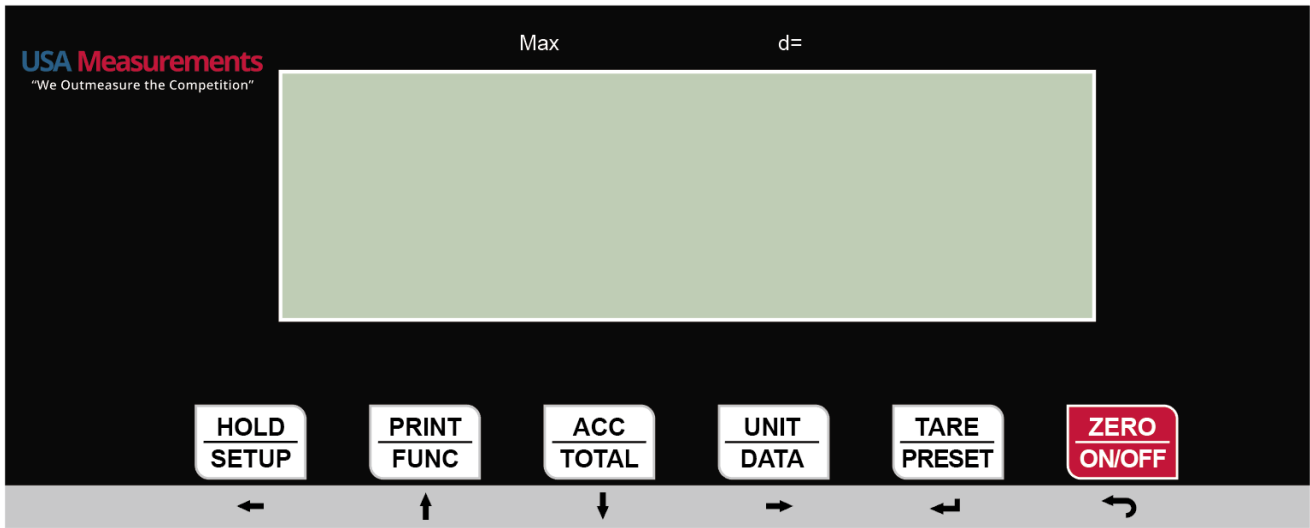 Max d=
USA Measurements
“We Outmeasure the Competition”
HOLD PRINT ACC UNIT TARE ZERO
SETUP FUNC TOTAL DATA PRESET ON/OFF